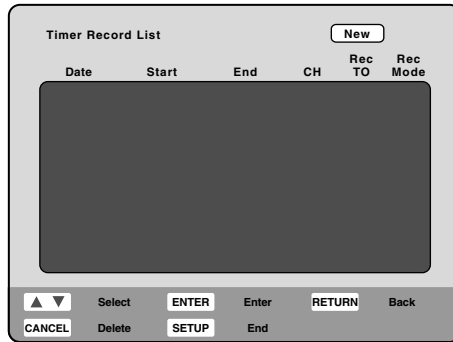 Timer Record List New
Rec Rec
Date Start End CH TO Mode
▲ ▼ Select ENTER Enter RETURN Back
CANCEL Delete SETUP End